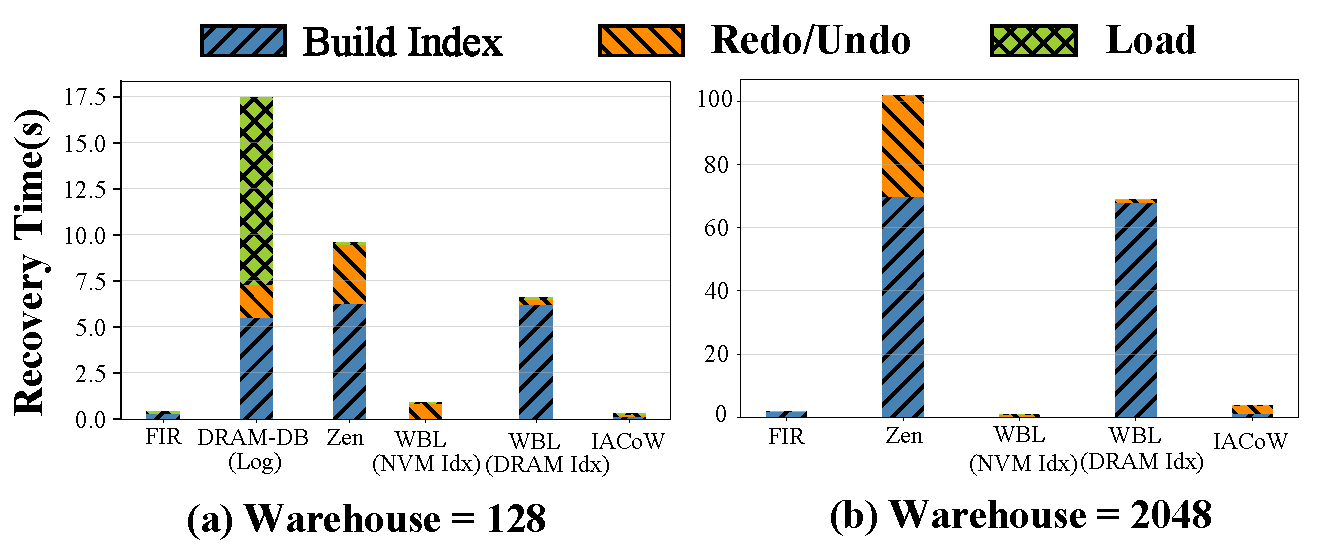 Build Index
Redo/Undo
Load
Recovery Time(s)
17.5
15.0
12.5
10.0
7.5
5.0
2.5
0.0
FIR
DRAM-DB
(Log)
Zen
WBL
(NVM Idx)
WBL
(DRAM Idx)
IACoW
(a) Warehouse = 128
100
80
60
40
20
0
FIR
Zen
WBL
(NVM Idx)
WBL
(DRAM Idx)
IACoW
(b) Warehouse = 2048